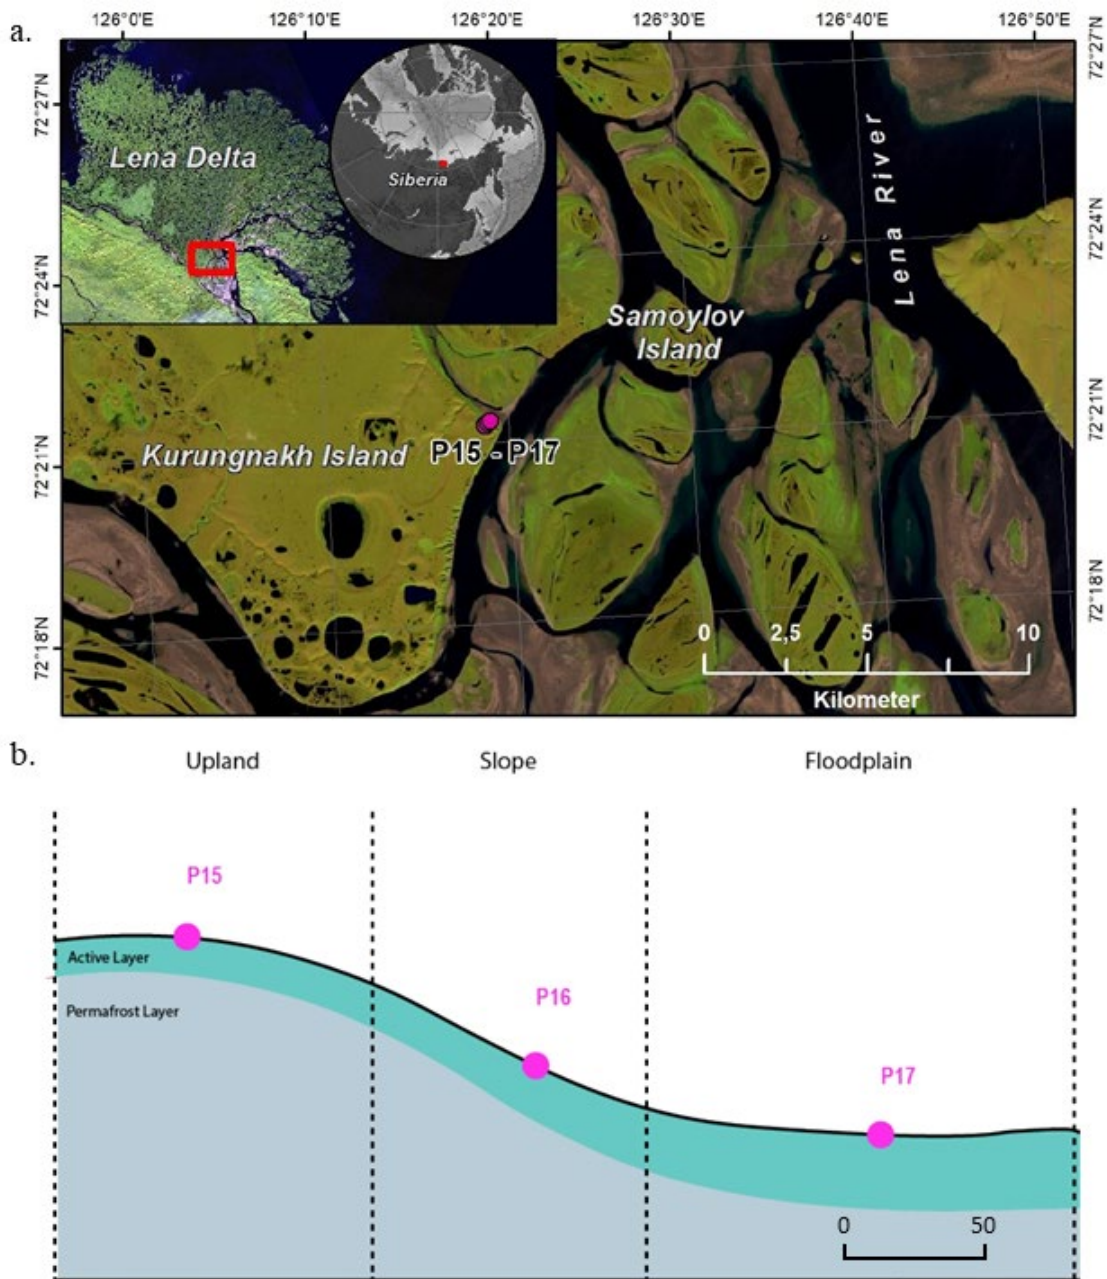 a.
126°0'E 126°10'E 126°20'E 126°30'E 126°40'E 126°50'E
72°27'N
72°24'N
72°21'N
72°18'N
72°27'N
72°24'N
72°21'N
72°18'N
Lena Delta
Siberia
Lena River
Samoylov
Island
Kurungnakh Island
P15 - P17
0 2,5 5 10
Kilometer
b.
Upland Slope Floodplain
P15
Active Layer
Permafrost Layer
P16
P17
0 50